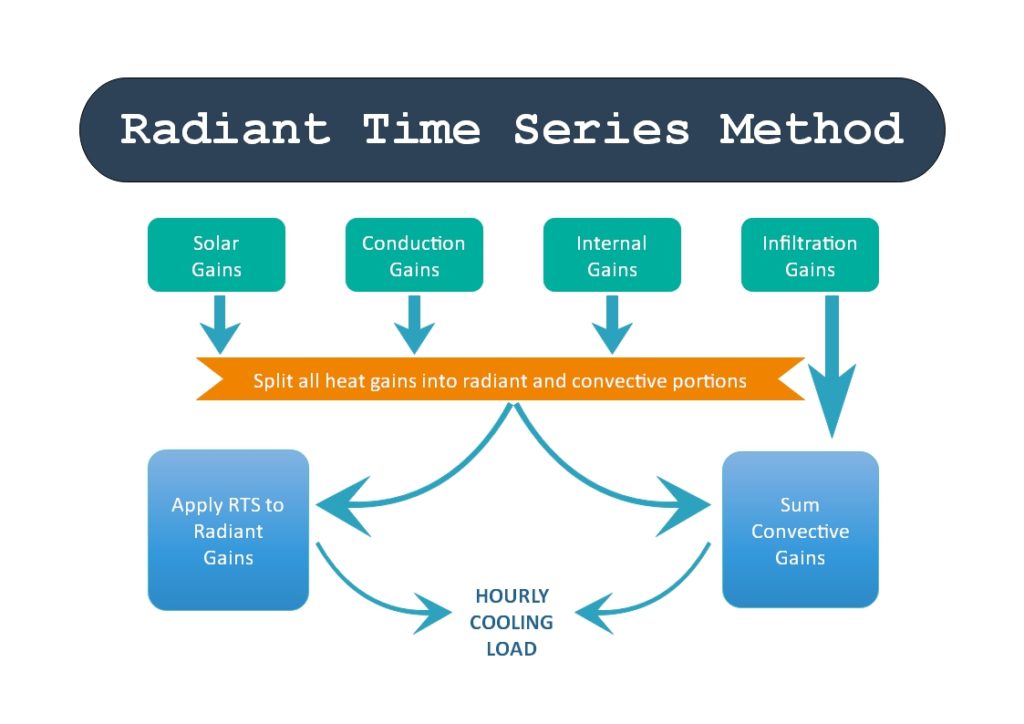 Radiant Time Series Method
Solar
Gains
Conduction
Gains
Internal
Gains
Infiltration
Gains
Split all heat gains into radiant and convective portions
Apply RTS to
Radiant
Gains
Sum
Convective
Gains
HOURLY
COOLING
LOAD